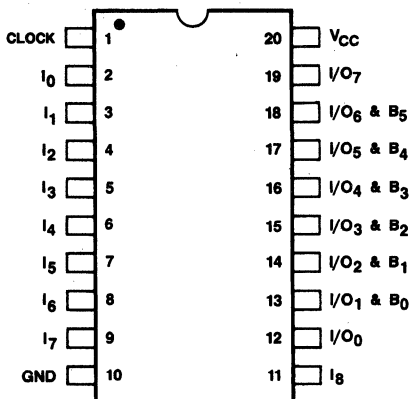 CLOCK 1 20 VCC
I0 2 19 I/O7
I1 3 18 I/O6 & B5
I2 4 17 I/O5 & B4
I3 5 16 I/O4 & B3
I4 6 15 I/O3 & B2
I5 7 14 I/O2 & B1
I6 8 13 I/O1 & B0
I7 9 12 I/O0
GND 10 11 I8